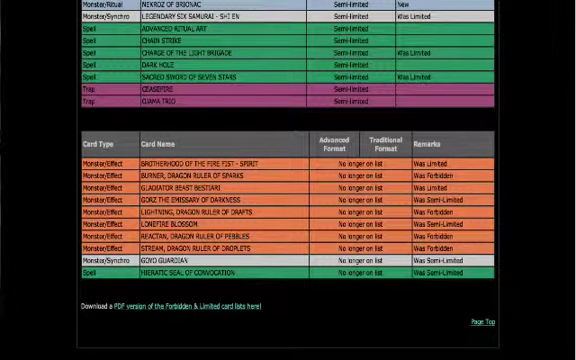 Monster/Ritual NEKROZ OF BRIONAC Semi-limited New
Monster/Synchro LEGENDARY SIX SAMURAI - SHI EN Semi-limited Was Limited
Spell ADVANCED RITUAL ART Semi-limited
Spell CHAIN STRIKE Semi-limited
Spell CHARGE OF THE LIGHT BRIGADE Semi-limited Was Limited
Spell DARK HOLE Semi-limited
Spell SACRED SWORD OF SEVEN STARS Semi-limited Was Limited
Trap CEASEFIRE Semi-limited
Trap OJAMA TRIO Semi-limited
Card Type Card Name Advanced Format Traditional Format Remarks
Monster/Effect BROTHERHOOD OF THE FIRE FIST - SPIRIT No longer on list Was Limited
Monster/Effect BURNER, DRAGON RULER OF SPARKS No longer on list Was Forbidden
Monster/Effect GLADIATOR BEAST BESTIARI No longer on list Was Limited
Monster/Effect GORZ THE EMISSARY OF DARKNESS No longer on list Was Semi-Limited
Monster/Effect LIGHTNING, DRAGON RULER OF DRAFTS No longer on list Was Forbidden
Monster/Effect LONEFIRE BLOSSOM No longer on list Was Semi-Limited
Monster/Effect REACTAN, DRAGON RULER OF PEBBLES No longer on list Was Forbidden
Monster/Effect STREAM, DRAGON RULER OF DROPLETS No longer on list Was Forbidden
Monster/Synchro GOYO GUARDIAN No longer on list Was Semi-Limited
Spell HIERATIC SEAL OF CONVOCATION No longer on list Was Semi-Limited
Download a PDF version of the Forbidden & Limited card lists here!
Page Top